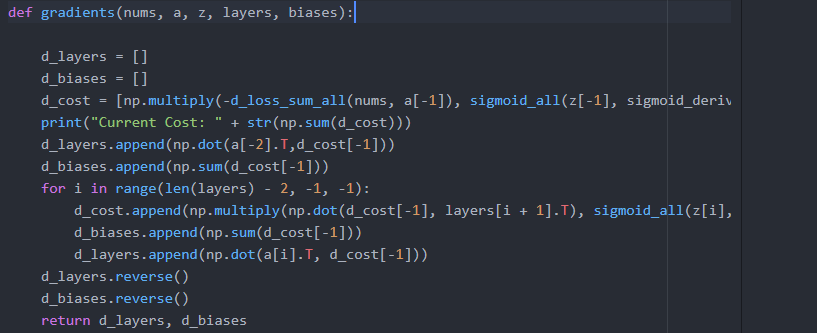 def gradients(nums, a, z, layers, biases):
    d_layers = []
    d_biases = []
    d_cost = [np.multiply(-d_loss_sum_all(nums, a[-1]), sigmoid_all(z[-1], sigmoid_deriv
    print("Current Cost: " + str(np.sum(d_cost)))
    d_layers.append(np.dot(a[-2].T,d_cost[-1]))
    d_biases.append(np.sum(d_cost[-1]))
    for i in range(len(layers) - 2, -1, -1):
        d_cost.append(np.multiply(np.dot(d_cost[-1], layers[i + 1].T), sigmoid_all(z[i],
        d_biases.append(np.sum(d_cost[-1]))
        d_layers.append(np.dot(a[i].T, d_cost[-1]))
    d_layers.reverse()
    d_biases.reverse()
    return d_layers, d_biases